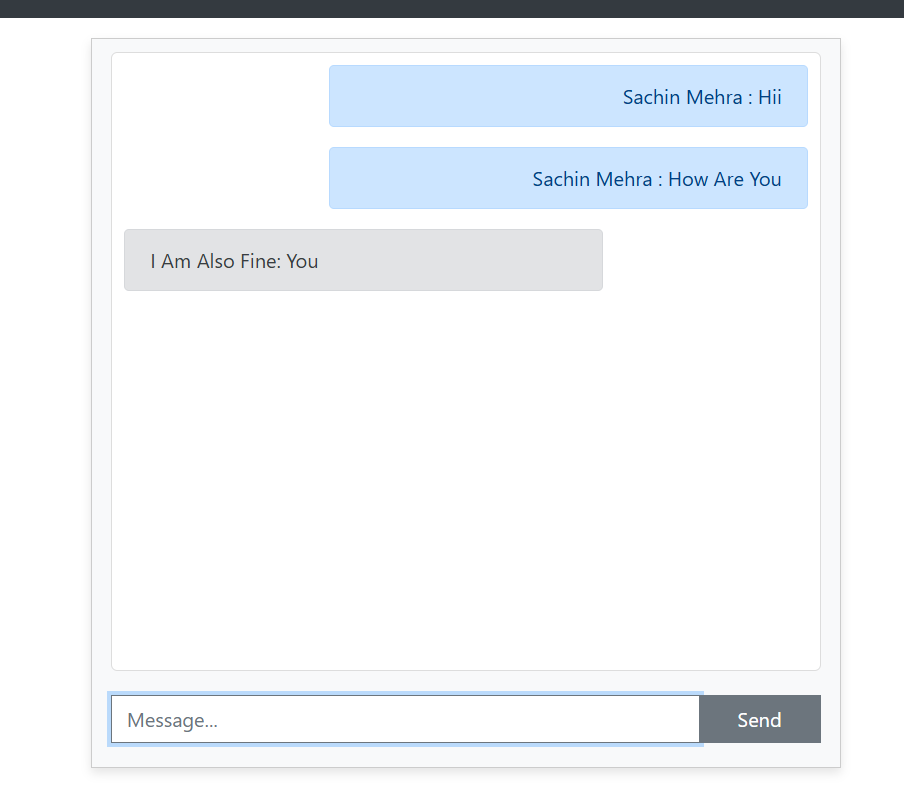 Sachin Mehra : Hii
Sachin Mehra : How Are You
I Am Also Fine: You
Message...
Send